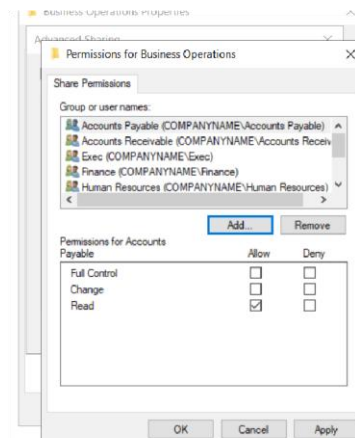 Business Operations Properties
Advanced Sharing
Permissions for Business Operations
Share Permissions
Group or user names:
Accounts Payable (COMPANYNAME\Accounts Payable)
Accounts Receivable (COMPANYNAME\Accounts Receiv
Exec (COMPANYNAME\Exec)
Finance (COMPANYNAME\Finance)
Human Resources (COMPANYNAME\Human Resources)
Add... Remove
Permissions for Accounts
Payable Allow Deny
Full Control
Change
Read
OK Cancel Apply